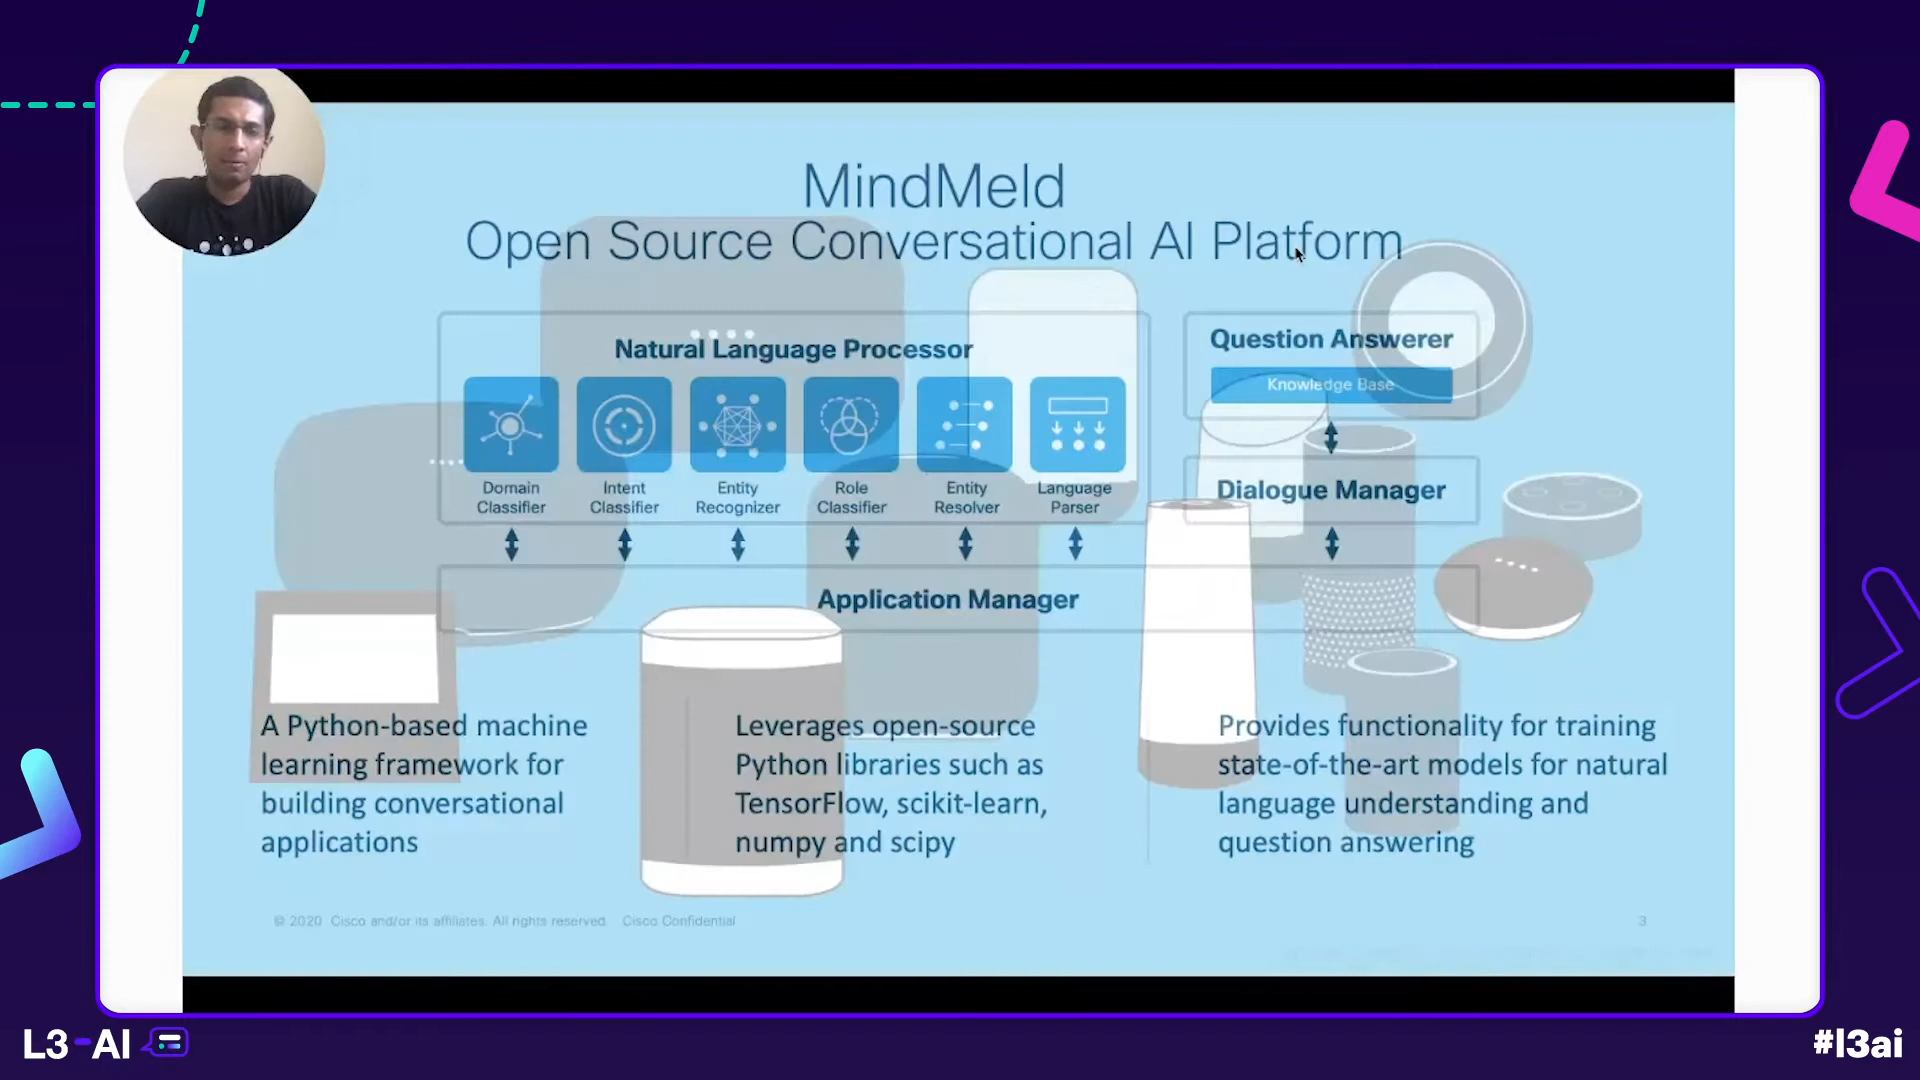 MindMeld
Open Source Conversational AI Platform
Natural Language Processor
Domain
Classifier
Intent
Classifier
Entity
Recognizer
Role
Classifier
Entity
Resolver
Language
Parser
Question Answerer
Knowledge Base
Dialogue Manager
Application Manager
A Python-based machine
learning framework for
building conversational
applications
Leverages open-source
Python libraries such as
TensorFlow, scikit-learn,
numpy and scipy
Provides functionality for training
state-of-the-art models for natural
language understanding and
question answering
© 2020 Cisco and/or its affiliates. All rights reserved. Cisco Confidential
3
L3-AI
#l3ai